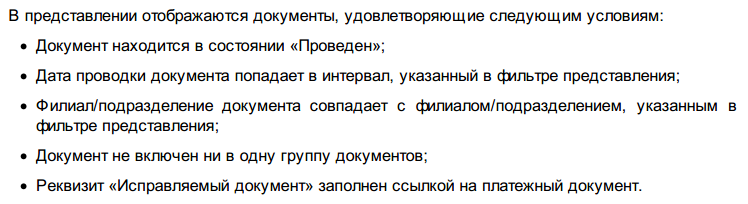 В представлении отображаются документы, удовлетворяющие следующим условиям:
• Документ находится в состоянии «Проведен»;
• Дата проводки документа попадает в интервал, указанный в фильтре представления;
• Филиал/подразделение документа совпадает с филиалом/подразделением, указанным в
фильтре представления;
• Документ не включен ни в одну группу документов;
• Реквизит «Исправляемый документ» заполнен ссылкой на платежный документ.